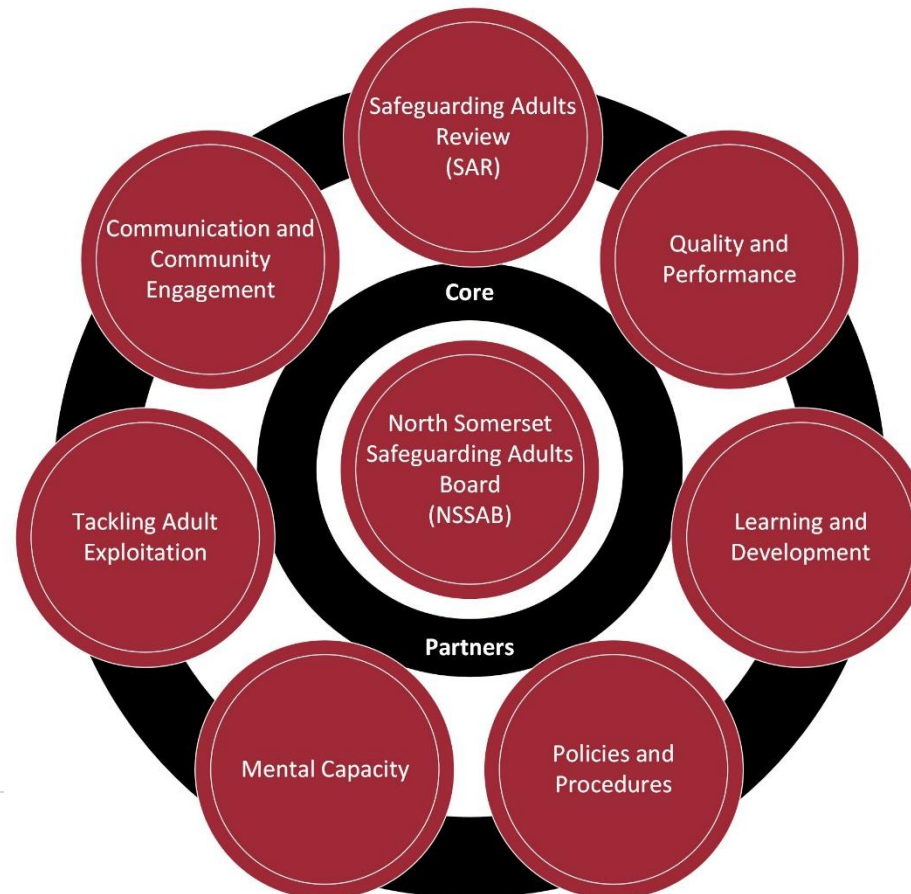 Safeguarding Adults
Review
(SAR)
Communication and
Community
Engagement
Quality and
Performance
Core
North Somerset
Safeguarding Adults
Board
(NSSAB)
Tackling Adult
Exploitation
Learning and
Development
Partners
Mental Capacity
Policies and
Procedures